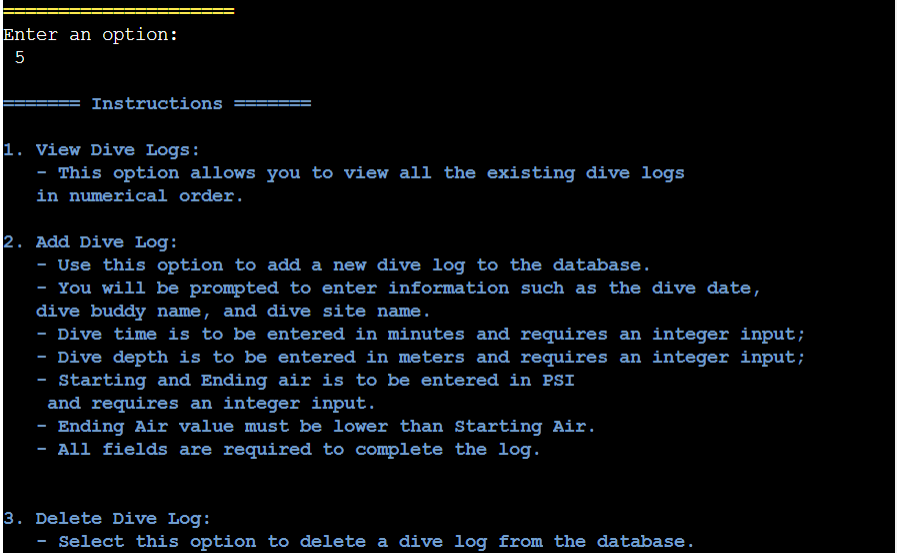 =====================
Enter an option:
5
======= Instructions =======
1. View Dive Logs:
- This option allows you to view all the existing dive logs
in numerical order.
2. Add Dive Log:
- Use this option to add a new dive log to the database.
- You will be prompted to enter information such as the dive date,
dive buddy name, and dive site name.
- Dive time is to be entered in minutes and requires an integer input;
- Dive depth is to be entered in meters and requires an integer input;
- Starting and Ending air is to be entered in PSI
and requires an integer input.
- Ending Air value must be lower than Starting Air.
- All fields are required to complete the log.
3. Delete Dive Log:
- Select this option to delete a dive log from the database.